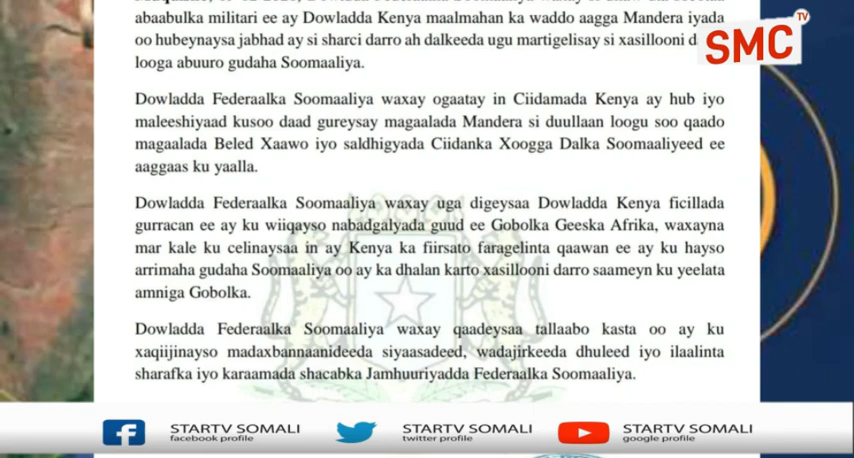 abaabulka militari ee ay Dowladda Kenya maalmahan ka waddo aagga Mandera iyada
oo hubeynaysa jabhad ay si sharci darro ah dalkeeda ugu martigelisay si xasillooni
looga abuuro gudaha Soomaaliya.
Dowladda Federaalka Soomaaliya waxay ogaatay in Ciidamada Kenya ay hub iyo
maleeshiyaad kusoo daad gureysay magaalada Mandera si duullaan loogu soo qaado
magaalada Beled Xaawo iyo saldhigyada Ciidanka Xoogga Dalka Soomaaliyeed ee
aaggaas ku yaalla.
Dowladda Federaalka Soomaaliya waxay uga digeysaa Dowladda Kenya ficillada
gurracan ee ay ku wiiqayso nabadgalyada guud ee Gobolka Geeska Afrika, waxayna
mar kale ku celinaysaa in ay Kenya ka fiirsato faragelinta qaawan ee ay ku hayso
arrimaha gudaha Soomaaliya oo ay ka dhalan karto xasillooni darro saameyn ku yeelata
amniga Gobolka.
Dowladda Federaalka Soomaaliya waxay qaadeysaa tallaabo kasta oo ay ku
xaqiijinayso madaxbannaanideeda siyaasadeed, wadajirkeeda dhuleed iyo ilaalinta
sharafka iyo karaamada shacabka Jamhuuriyadda Federaalka Soomaaliya.
SMC TV
STARTV SOMALI
facebook profile
STARTV SOMALI
twitter profile
STARTV SOMALI
google profile